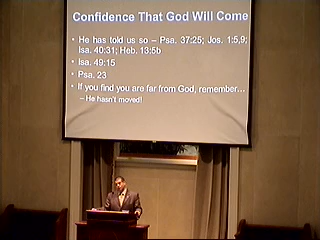 Confidence That God Will Come
• He has told us so – Psa. 37:25; Jos. 1:5,9;
Isa. 40:31; Heb. 13:5b
• Isa. 49:15
• Psa. 23
• If you find you are far from God, remember...
– He hasn't moved!